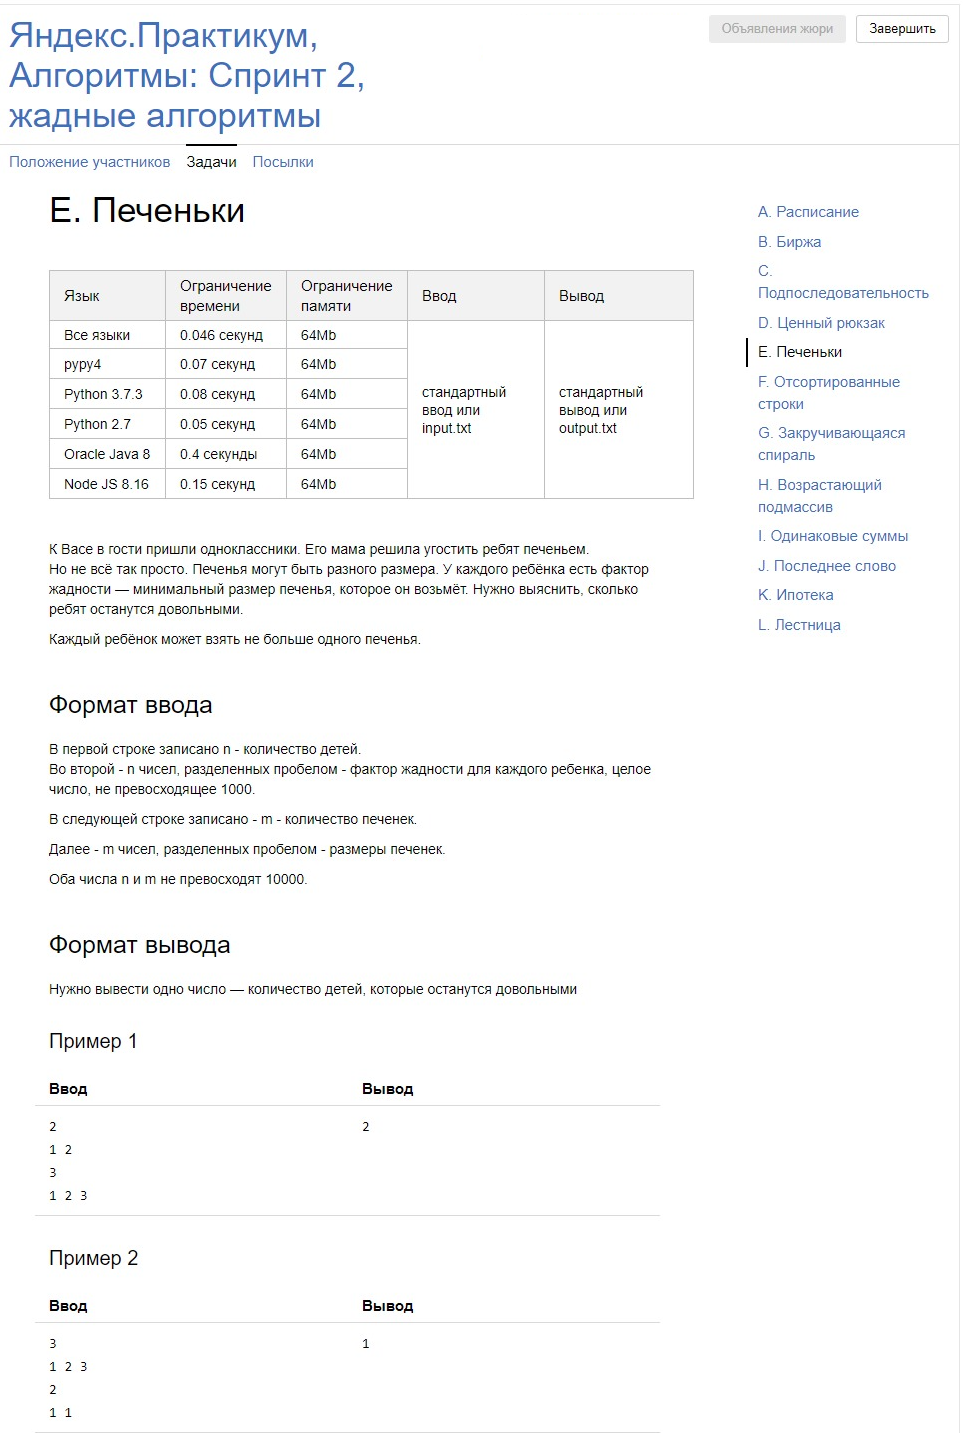 Яндекс.Практикум,
Алгоритмы: Спринт 2,
жадные алгоритмы
Объявления жюри
Завершить
Положение участников Задачи Посылки
E. Печеньки
Язык Ограничение времени Ограничение памяти Ввод Вывод
Все языки 0.046 секунд 64Mb
pypy4 0.07 секунд 64Mb
Python 3.7.3 0.08 секунд 64Mb
Python 2.7 0.05 секунд 64Mb
Oracle Java 8 0.4 секунды 64Mb
Node JS 8.16 0.15 секунд 64Mb
стандартный
ввод или
input.txt
стандартный
вывод или
output.txt
К Васе в гости пришли одноклассники. Его мама решила угостить ребят печеньем.
Но не всё так просто. Печенья могут быть разного размера. У каждого ребёнка есть фактор
жадности — минимальный размер печенья, которое он возьмёт. Нужно выяснить, сколько
ребят останутся довольными.
Каждый ребёнок может взять не больше одного печенья.
Формат ввода
В первой строке записано n - количество детей.
Во второй - n чисел, разделенных пробелом - фактор жадности для каждого ребенка, целое
число, не превосходящее 1000.
В следующей строке записано - m - количество печенек.
Далее - m чисел, разделенных пробелом - размеры печенек.
Оба числа n и m не превосходят 10000.
Формат вывода
Нужно вывести одно число — количество детей, которые останутся довольными
Пример 1
Ввод Вывод
2 2
1 2
3
1 2 3
Пример 2
Ввод Вывод
3 1
1 2 3
2
1 1
A. Расписание
B. Биржа
C.
Подпоследовательность
D. Ценный рюкзак
E. Печеньки
F. Отсортированные
строки
G. Закручивающаяся
спираль
H. Возрастающий
подмассив
I. Одинаковые суммы
J. Последнее слово
K. Ипотека
L. Лестница